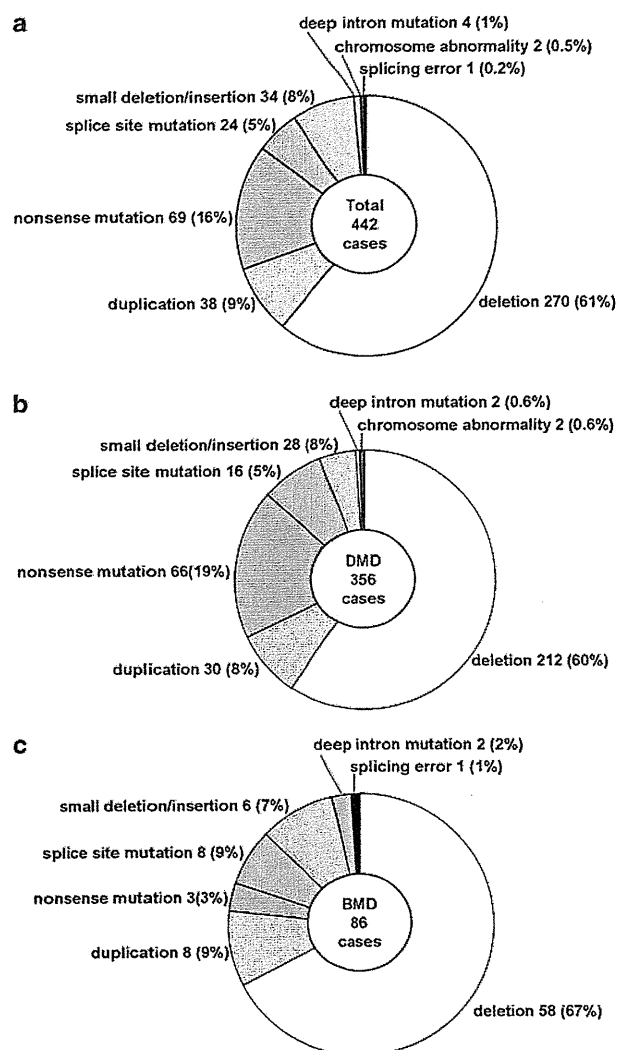 a
deep intron mutation 4 (1%)
chromosome abnormality 2 (0.5%)
splicing error 1 (0.2%)
small deletion/insertion 34 (8%)
splice site mutation 24 (5%)
nonsense mutation 69 (16%)
Total
442
cases
duplication 38 (9%)
deletion 270 (61%)
b
deep intron mutation 2 (0.6%)
chromosome abnormality 2 (0.6%)
small deletion/insertion 28 (8%)
splice site mutation 16 (5%)
nonsense mutation 66(19%)
DMD
356
cases
duplication 30 (8%)
deletion 212 (60%)
c
deep intron mutation 2 (2%)
splicing error 1 (1%)
small deletion/insertion 6 (7%)
splice site mutation 8 (9%)
nonsense mutation 3(3%)
BMD
86
cases
duplication 8 (9%)
deletion 58 (67%)